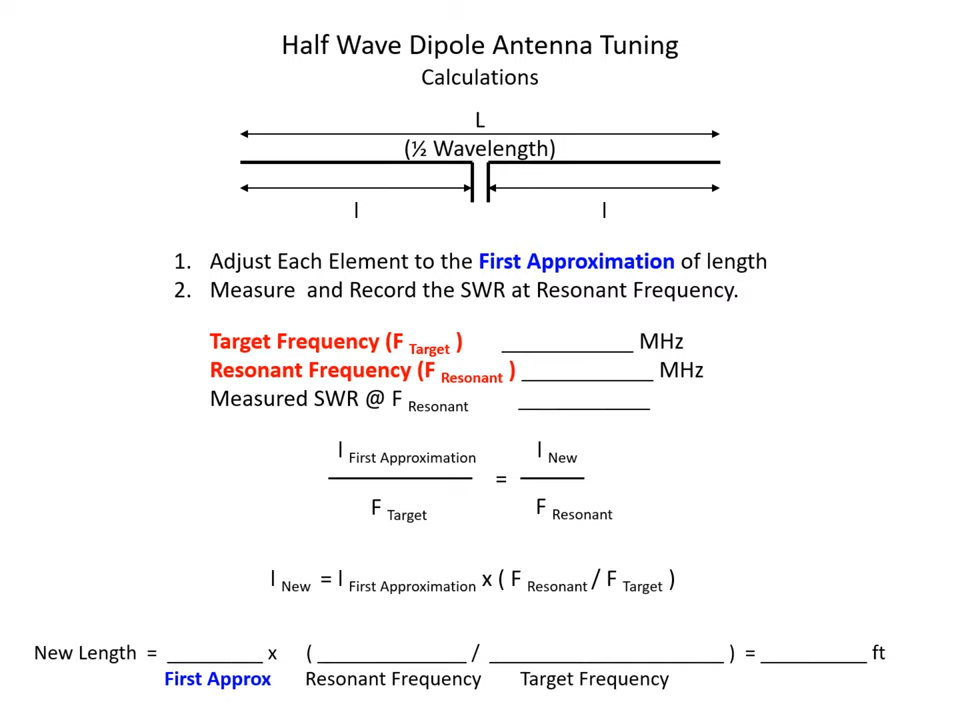 Half Wave Dipole Antenna Tuning
Calculations
L
(½ Wavelength)
l l
1. Adjust Each Element to the First Approximation of length
2. Measure and Record the SWR at Resonant Frequency.
Target Frequency (F Target ) ____________ MHz
Resonant Frequency (F Resonant ) ____________ MHz
Measured SWR @ F Resonant ____________
l First Approximation l New
=
F Target F Resonant
l New = l First Approximation x ( F Resonant / F Target )
New Length = _________ x ( ______________ / ______________________ ) = __________ ft
First Approx Resonant Frequency Target Frequency